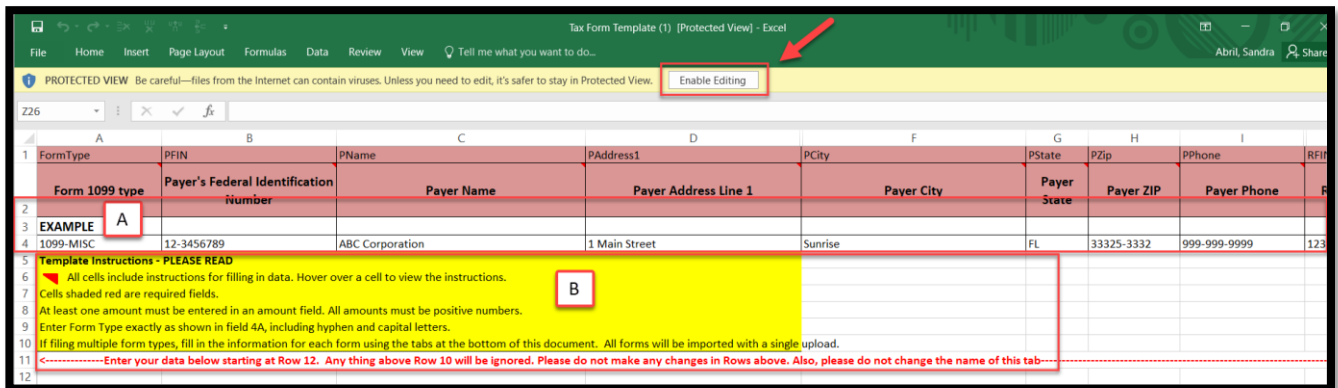 Tax Form Template (1) [Protected View] - Excel
File Home Insert Page Layout Formulas Data Review View Tell me what you want to do... Abril, Sandra Share
PROTECTED VIEW Be careful—files from the Internet can contain viruses. Unless you need to edit, it's safer to stay in Protected View. Enable Editing
Z26 fx
A B C D F G H I
1 FormType PFIN PName PAddress1 PCity PState PZip PPhone RFIN
2 Form 1099 type Payer's Federal Identification Number Payer Name Payer Address Line 1 Payer City Payer State Payer ZIP Payer Phone
A
3 EXAMPLE
4 1099-MISC 12-3456789 ABC Corporation 1 Main Street Sunrise FL 33325-3332 999-999-9999 123
5 Template Instructions - PLEASE READ
6 All cells include instructions for filling in data. Hover over a cell to view the instructions.
B
7 Cells shaded red are required fields.
8 At least one amount must be entered in an amount field. All amounts must be positive numbers.
9 Enter Form Type exactly as shown in field 4A, including hyphen and capital letters.
10 If filing multiple form types, fill in the information for each form using the tabs at the bottom of this document. All forms will be imported with a single upload.
11 <---------------Enter your data below starting at Row 12. Any thing above Row 10 will be ignored. Please do not make any changes in Rows above. Also, please do not change the name of this tab-----------------------------------
12